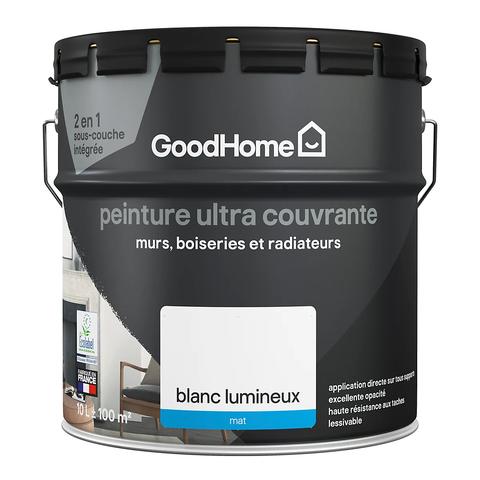 2 en 1
sous-couche
intégrée
GoodHome
peinture ultra couvrante
murs, boiseries et radiateurs
Ecolabel
FABRIQUÉ EN
FRANCE
10 L ± 100 m²
blanc lumineux
mat
application directe sur tous supports
excellente opacité
haute résistance aux taches
lessivable